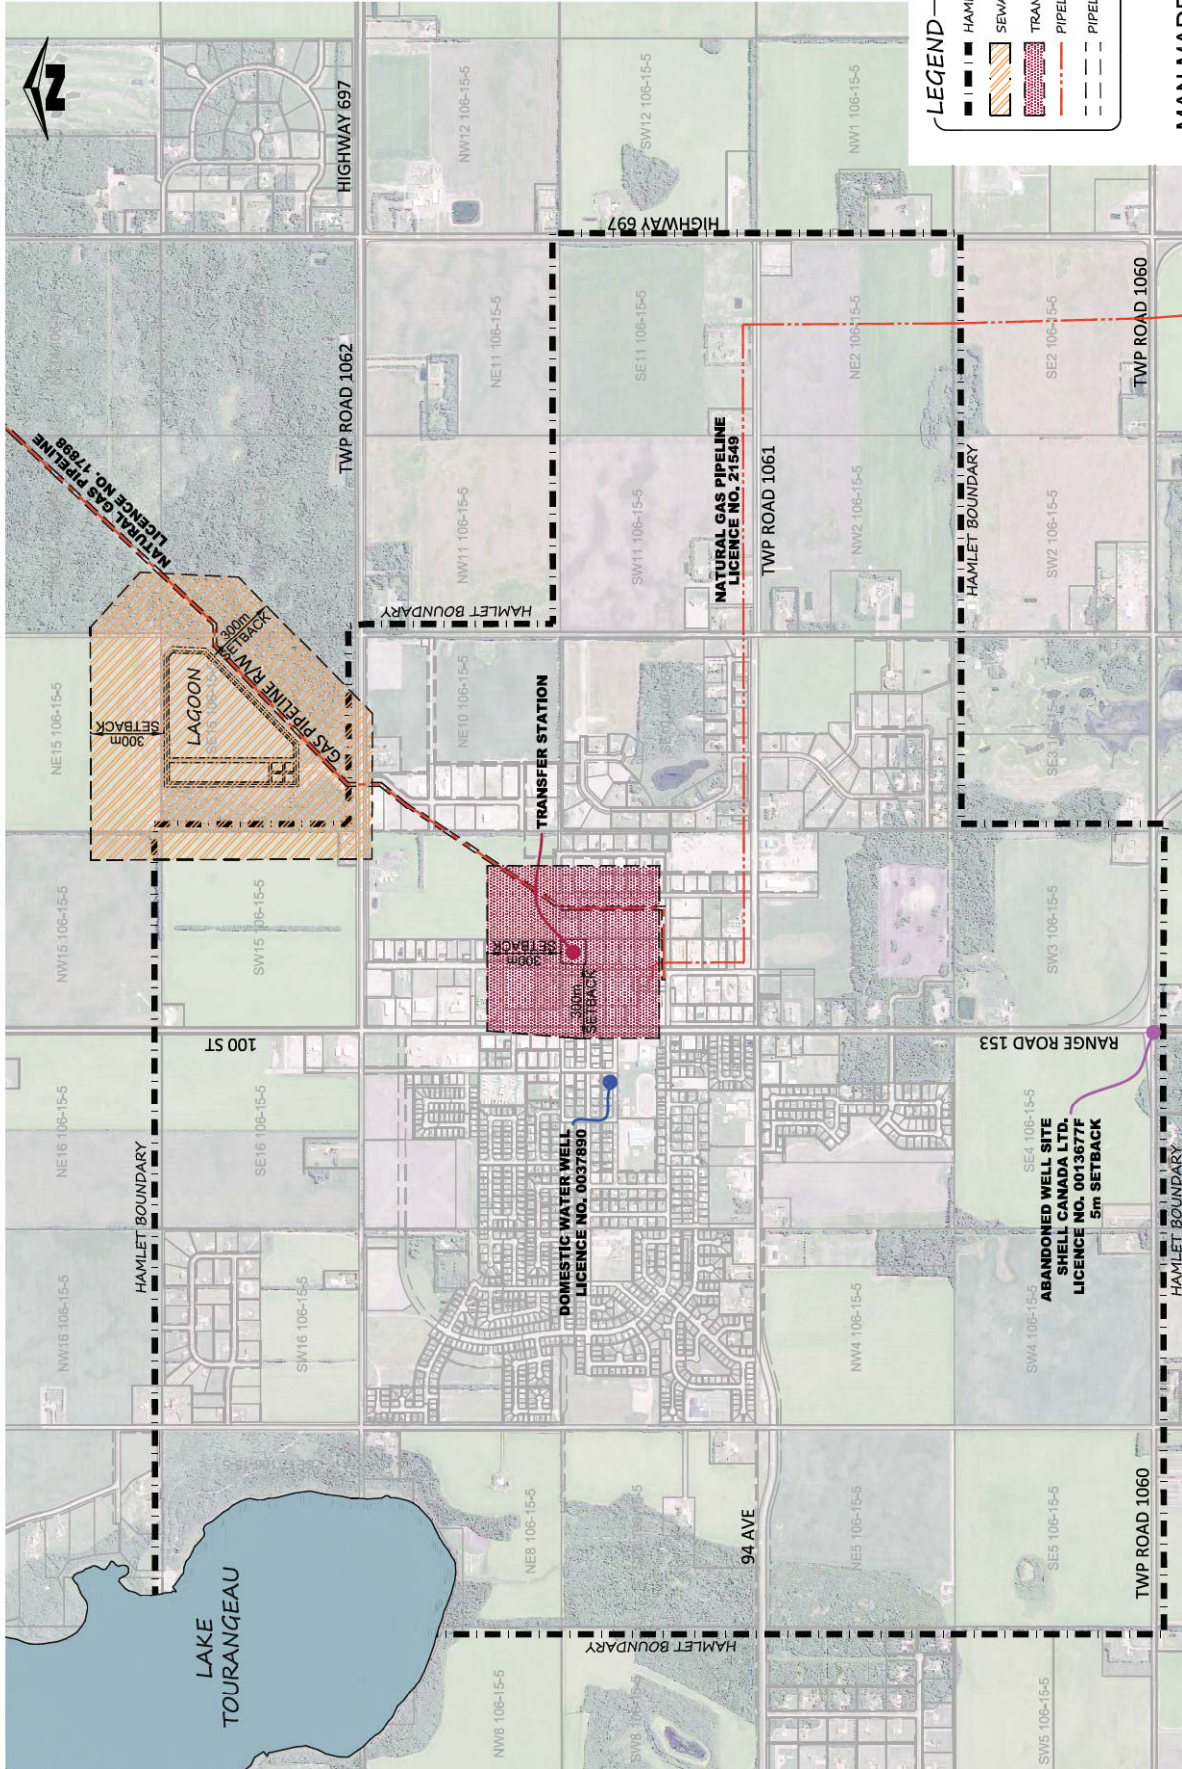 NW16 106-15-5
NE16 106-15-5
NW15 106-15-5
NE15 106-15-5
NATURAL GAS PIPELINE
LICENCE NO. 17898
N
HAMLET BOUNDARY
300m
SETBACK
LAKE
TOURANGEAU
LAGOON
300m
SETBACK
GAS PIPELINE R/W
100 ST
SW16 106-15-5
SE16 106-15-5
SW15 106-15-5
TWP ROAD 1062
HIGHWAY 697
HAMLET BOUNDARY
NE10 106-15-5
NW11 106-15-5
NE11 106-15-5
NW12 106-15-5
NW8 106-15-5
NE8 106-15-5
TRANSFER STATION
300m
SETBACK
300m
SETBACK
DOMESTIC WATER WELL
LICENCE NO. 0037890
HAMLET BOUNDARY
SW8 106-15-5
SW11 106-15-5
SE11 106-15-5
SW12 106-15-5
HIGHWAY 697
NATURAL GAS PIPELINE
LICENCE NO. 21549
94 AVE
TWP ROAD 1061
NE5 106-15-5
NW4 106-15-5
NW2 106-15-5
NE2 106-15-5
NW1 106-15-5
HAMLET BOUNDARY
RANGE ROAD 153
SW5 106-15-5
SE5 106-15-5
SW4 106-15-5
SE4 106-15-5
SW3 106-15-5
SE3
SW2 106-15-5
SE2 106-15-5
ABANDONED WELL SITE
SHELL CANADA LTD.
LICENCE NO. 0013677F
5m SETBACK
TWP ROAD 1060
TWP ROAD 1060
HAMLET BOUNDARY
LEGEND
HAML
SEWA
TRAN
PIPEL
PIPEL